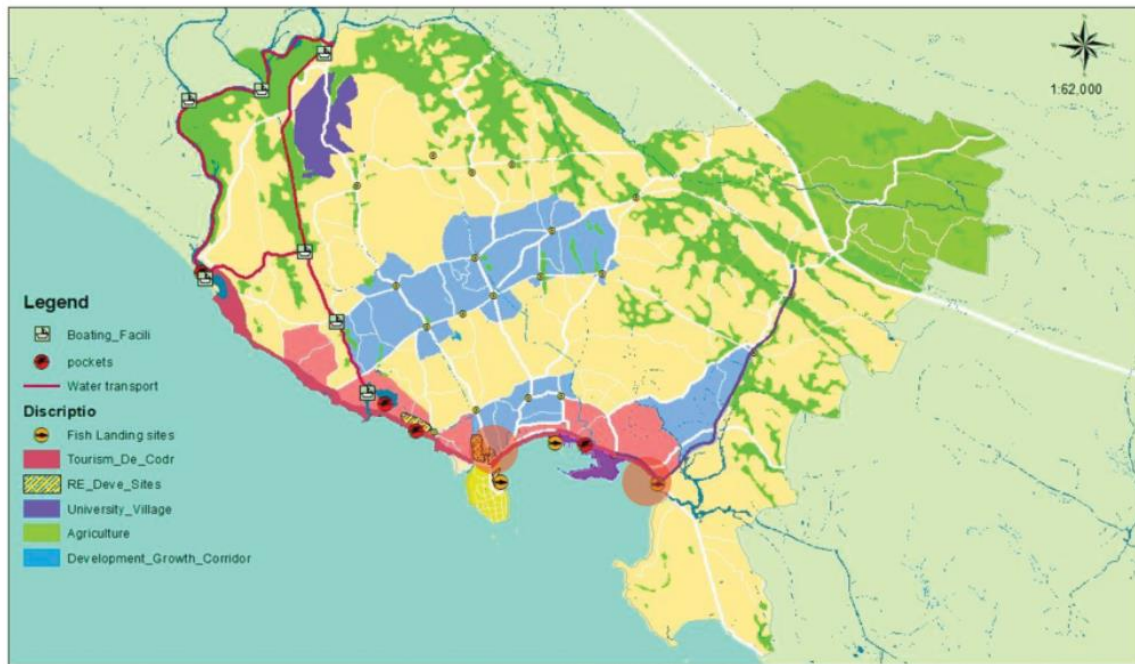 1:62,000
Legend
Boating_Facili
pockets
Water transport
Discriptio
Fish Landing sites
Tourism_De_Codr
RE_Deve_Sites
University_Village
Agriculture
Development_Growth_Corridor